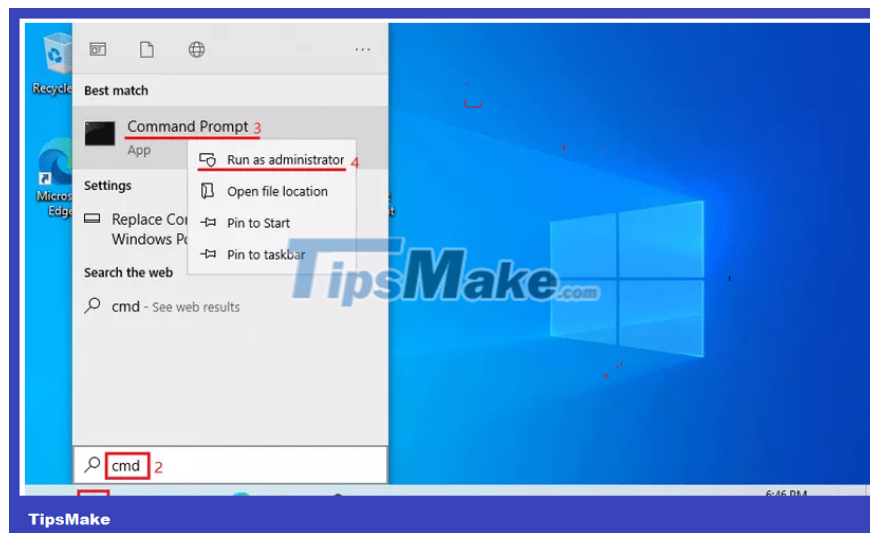 Best match
Command Prompt 3
App
Run as administrator 4
Open file location
Pin to Start
Pin to taskbar
Recycle
Micros
Edge
Settings
Replace Co
Windows Po
Search the web
cmd - See web results
TipsMake.com
cmd 2
6:46 PM
TipsMake